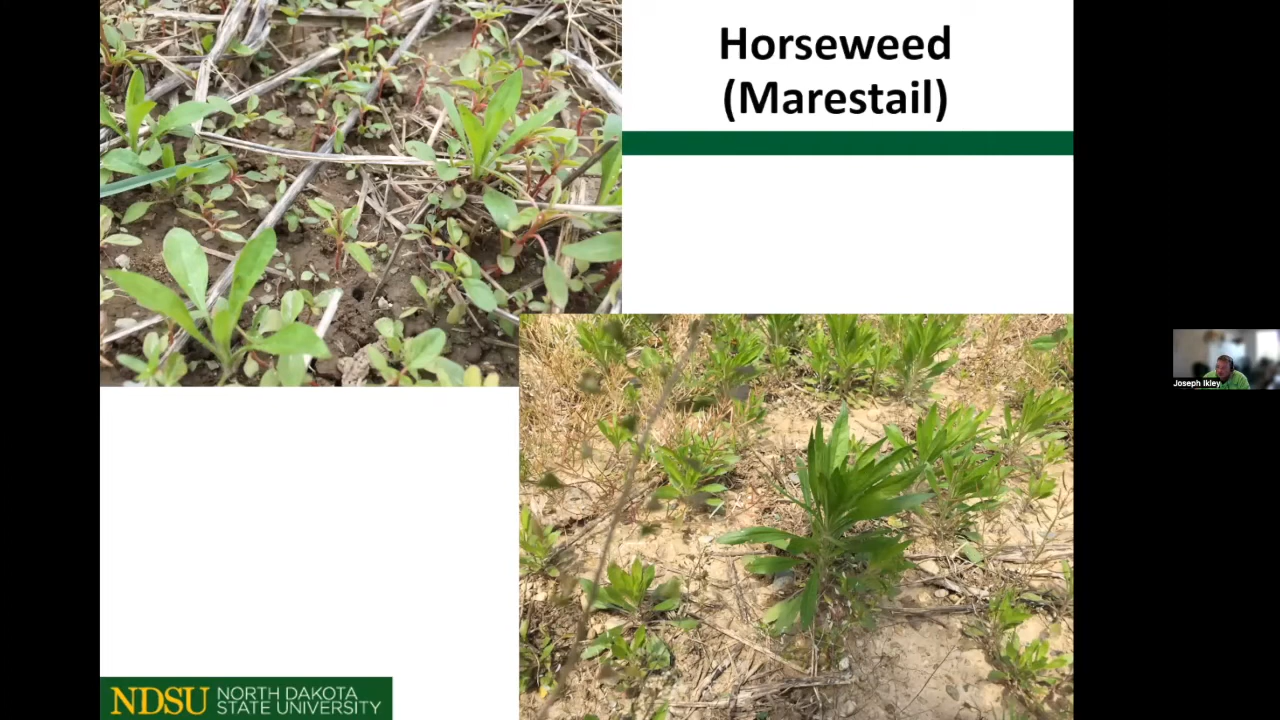 Horseweed
(Marestail)
Joseph Ikley
NDSU NORTH DAKOTA
STATE UNIVERSITY